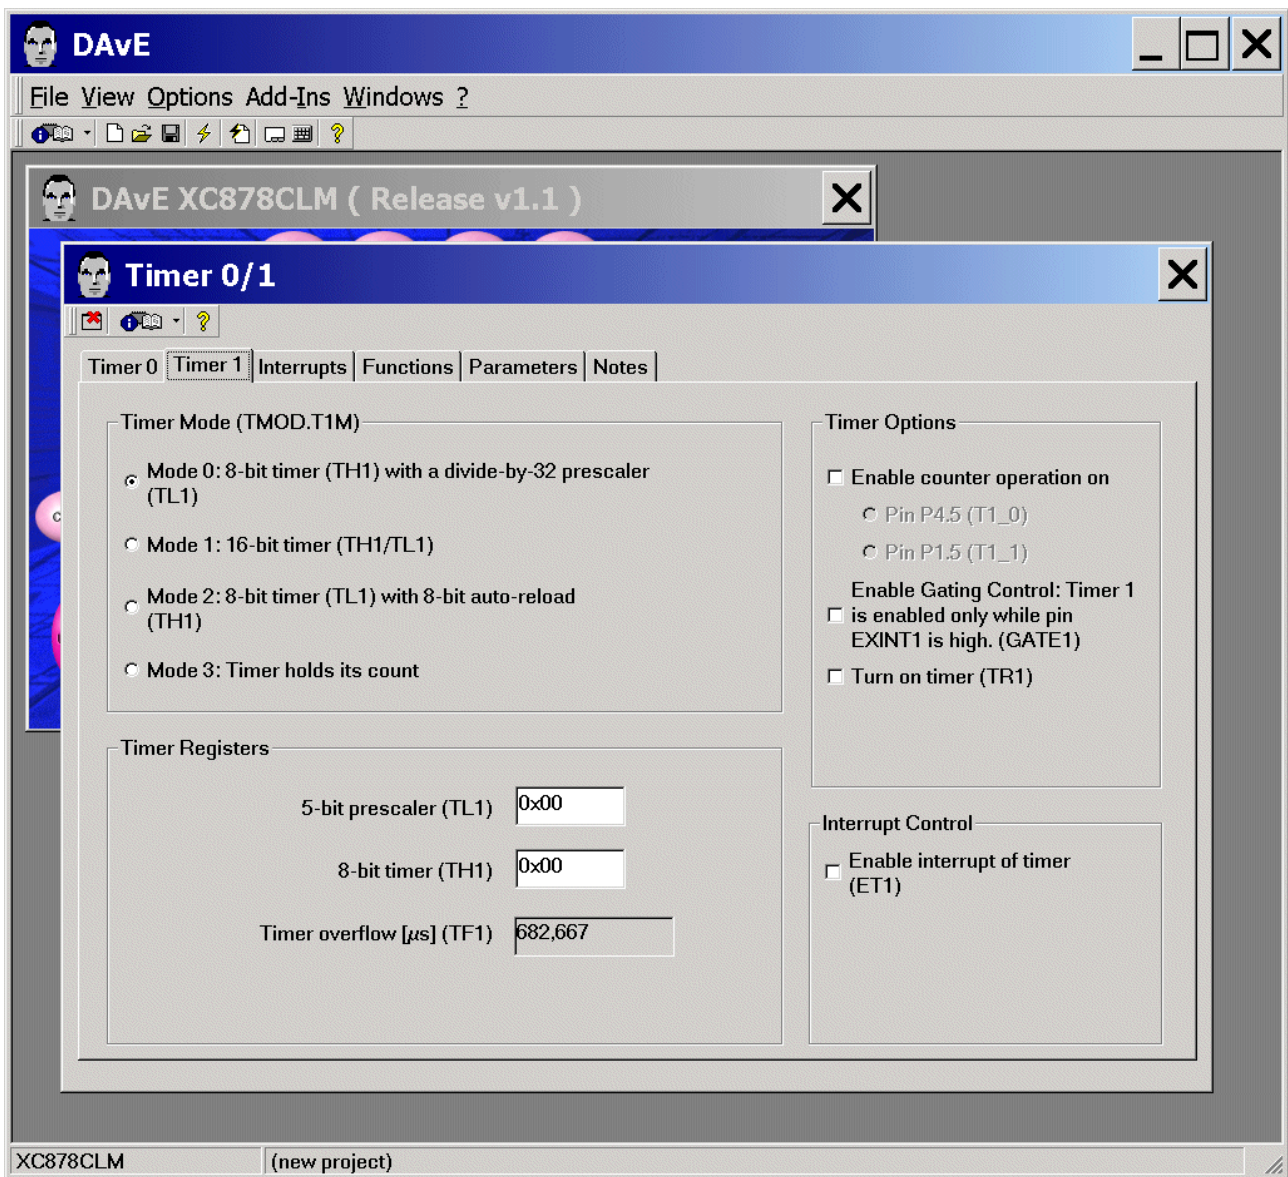 DAvE
File View Options Add-Ins Windows ?
DAvE XC878CLM ( Release v1.1 )
Timer 0/1
Timer 0 Timer 1 Interrupts Functions Parameters Notes
Timer Mode (TMOD.T1M)
Mode 0: 8-bit timer (TH1) with a divide-by-32 prescaler
(TL1)
Mode 1: 16-bit timer (TH1/TL1)
Mode 2: 8-bit timer (TL1) with 8-bit auto-reload
(TH1)
Mode 3: Timer holds its count
Timer Registers
5-bit prescaler (TL1) 0x00
8-bit timer (TH1) 0x00
Timer overflow [µs] (TF1) 682,667
Timer Options
Enable counter operation on
Pin P4.5 (T1_0)
Pin P1.5 (T1_1)
Enable Gating Control: Timer 1
is enabled only while pin
EXINT1 is high. (GATE1)
Turn on timer (TR1)
Interrupt Control
Enable interrupt of timer
(ET1)
XC878CLM (new project)